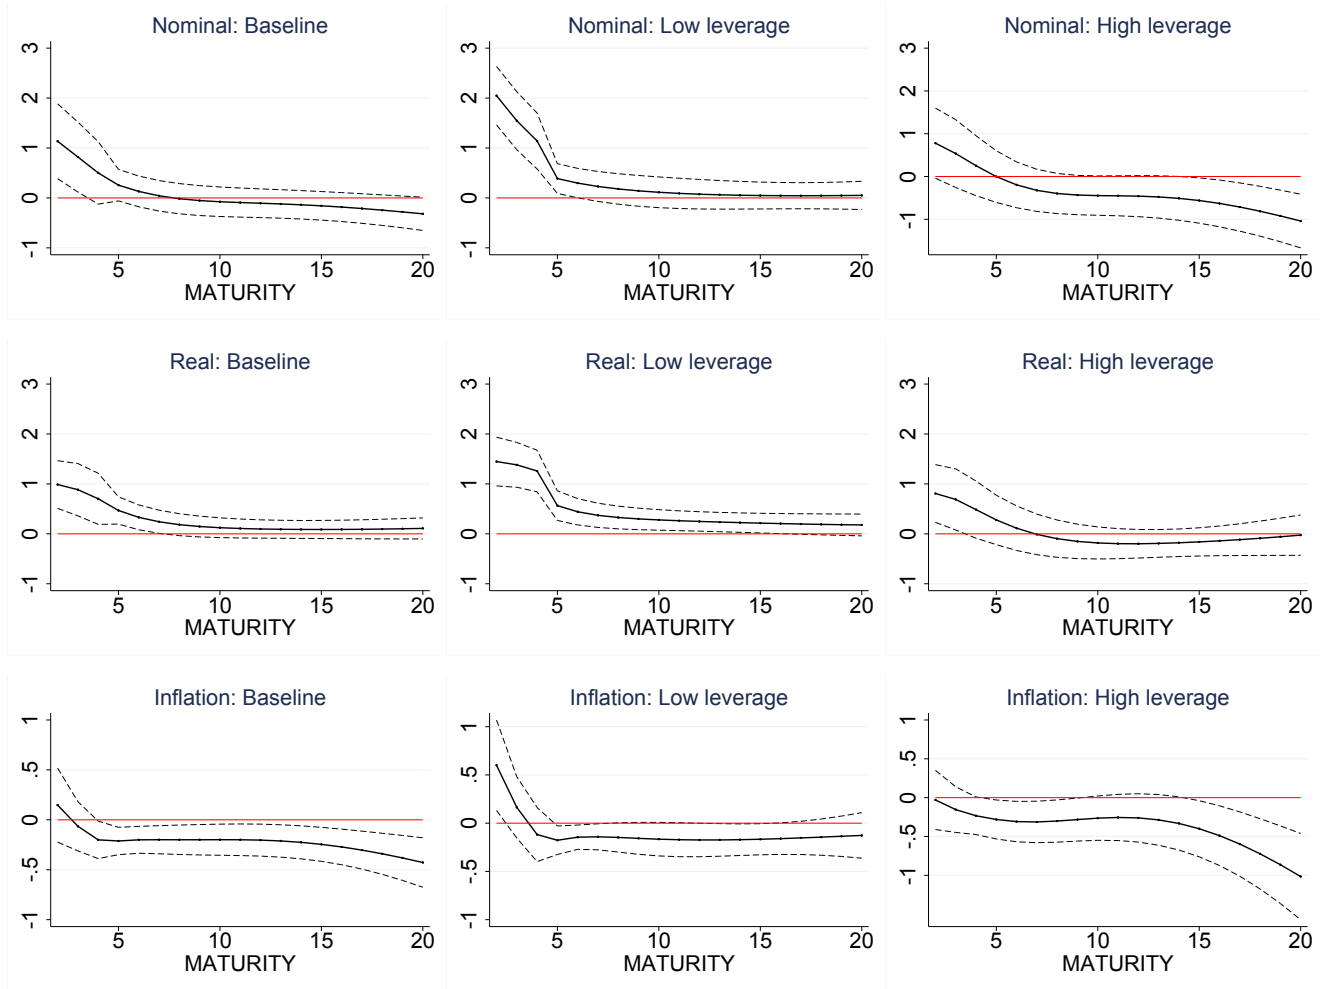 Nominal: Baseline
3
2
1
0
-1
5 10 15 20
MATURITY
Nominal: Low leverage
3
2
1
0
-1
5 10 15 20
MATURITY
Nominal: High leverage
3
2
1
0
-1
5 10 15 20
MATURITY
Real: Baseline
3
2
1
0
-1
5 10 15 20
MATURITY
Real: Low leverage
3
2
1
0
-1
5 10 15 20
MATURITY
Real: High leverage
3
2
1
0
-1
5 10 15 20
MATURITY
Inflation: Baseline
1
.5
0
-.5
-1
5 10 15 20
MATURITY
Inflation: Low leverage
1
.5
0
-.5
-1
5 10 15 20
MATURITY
Inflation: High leverage
1
.5
0
-.5
-1
5 10 15 20
MATURITY